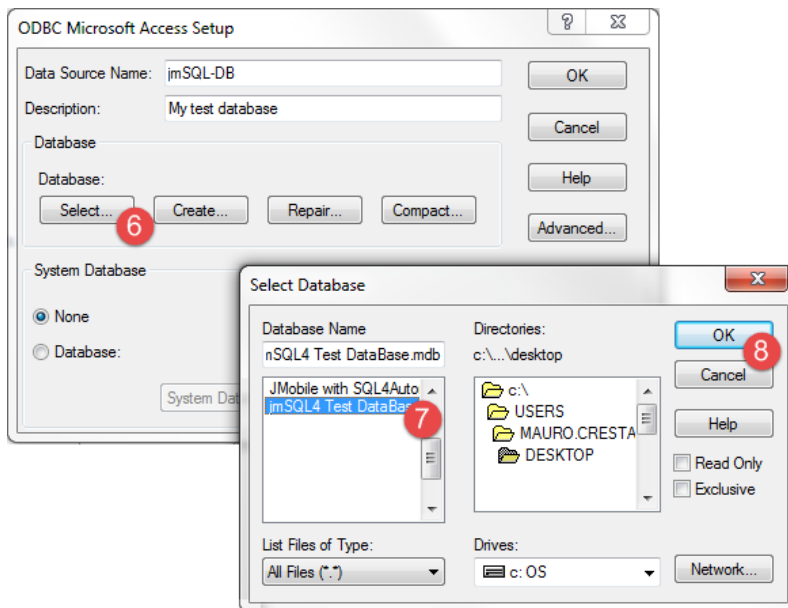 ODBC Microsoft Access Setup
Data Source Name: jmSQL-DB
OK
Description: My test database
Cancel
Database
Database:
Help
Select... Create... Repair... Compact...
6
Advanced...
System Database
None
Database:
System Dat
Select Database
Database Name
nSQL4 Test DataBase.mdb
JMobile with SQL4Auto
jmSQL4 Test DataBas
7
List Files of Type:
All Files (*.*)
Directories:
c:\...\desktop
c:\
USERS
MAURO.CRESTA
DESKTOP
Drives:
c: OS
OK
8
Cancel
Help
Read Only
Exclusive
Network...